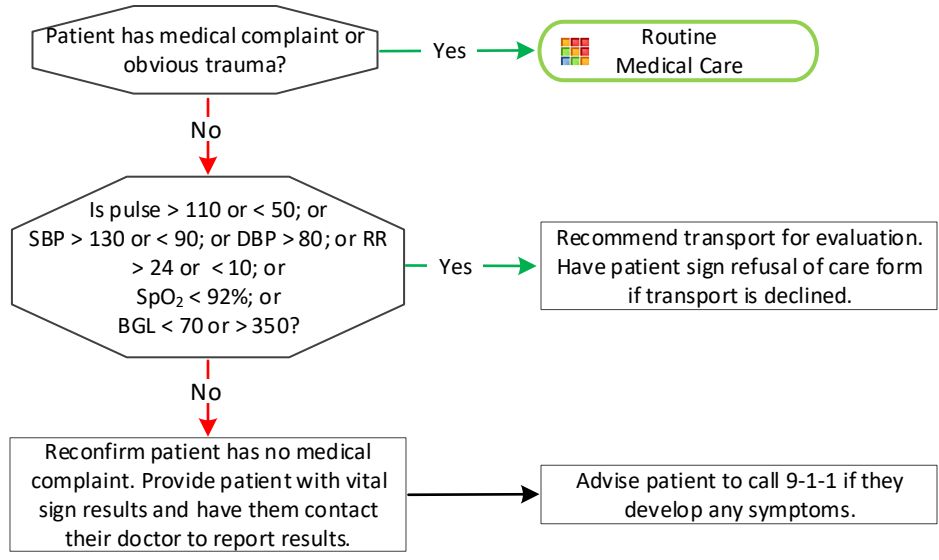 Patient has medical complaint or
obvious trauma?
Yes
Routine
Medical Care
No
Is pulse > 110 or < 50; or
SBP > 130 or < 90; or DBP > 80; or RR
> 24 or < 10; or
SpO₂ < 92%; or
BGL < 70 or > 350?
Yes
Recommend transport for evaluation.
Have patient sign refusal of care form
if transport is declined.
No
Reconfirm patient has no medical
complaint. Provide patient with vital
sign results and have them contact
their doctor to report results.
Advise patient to call 9-1-1 if they
develop any symptoms.